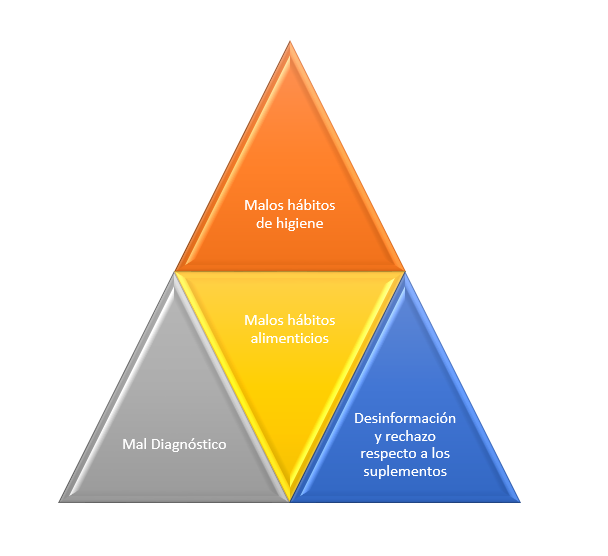 Malos hábitos
de higiene
Malos hábitos
alimenticios
Mal Diagnóstico
Desinformación
y rechazo
respecto a los
suplementos